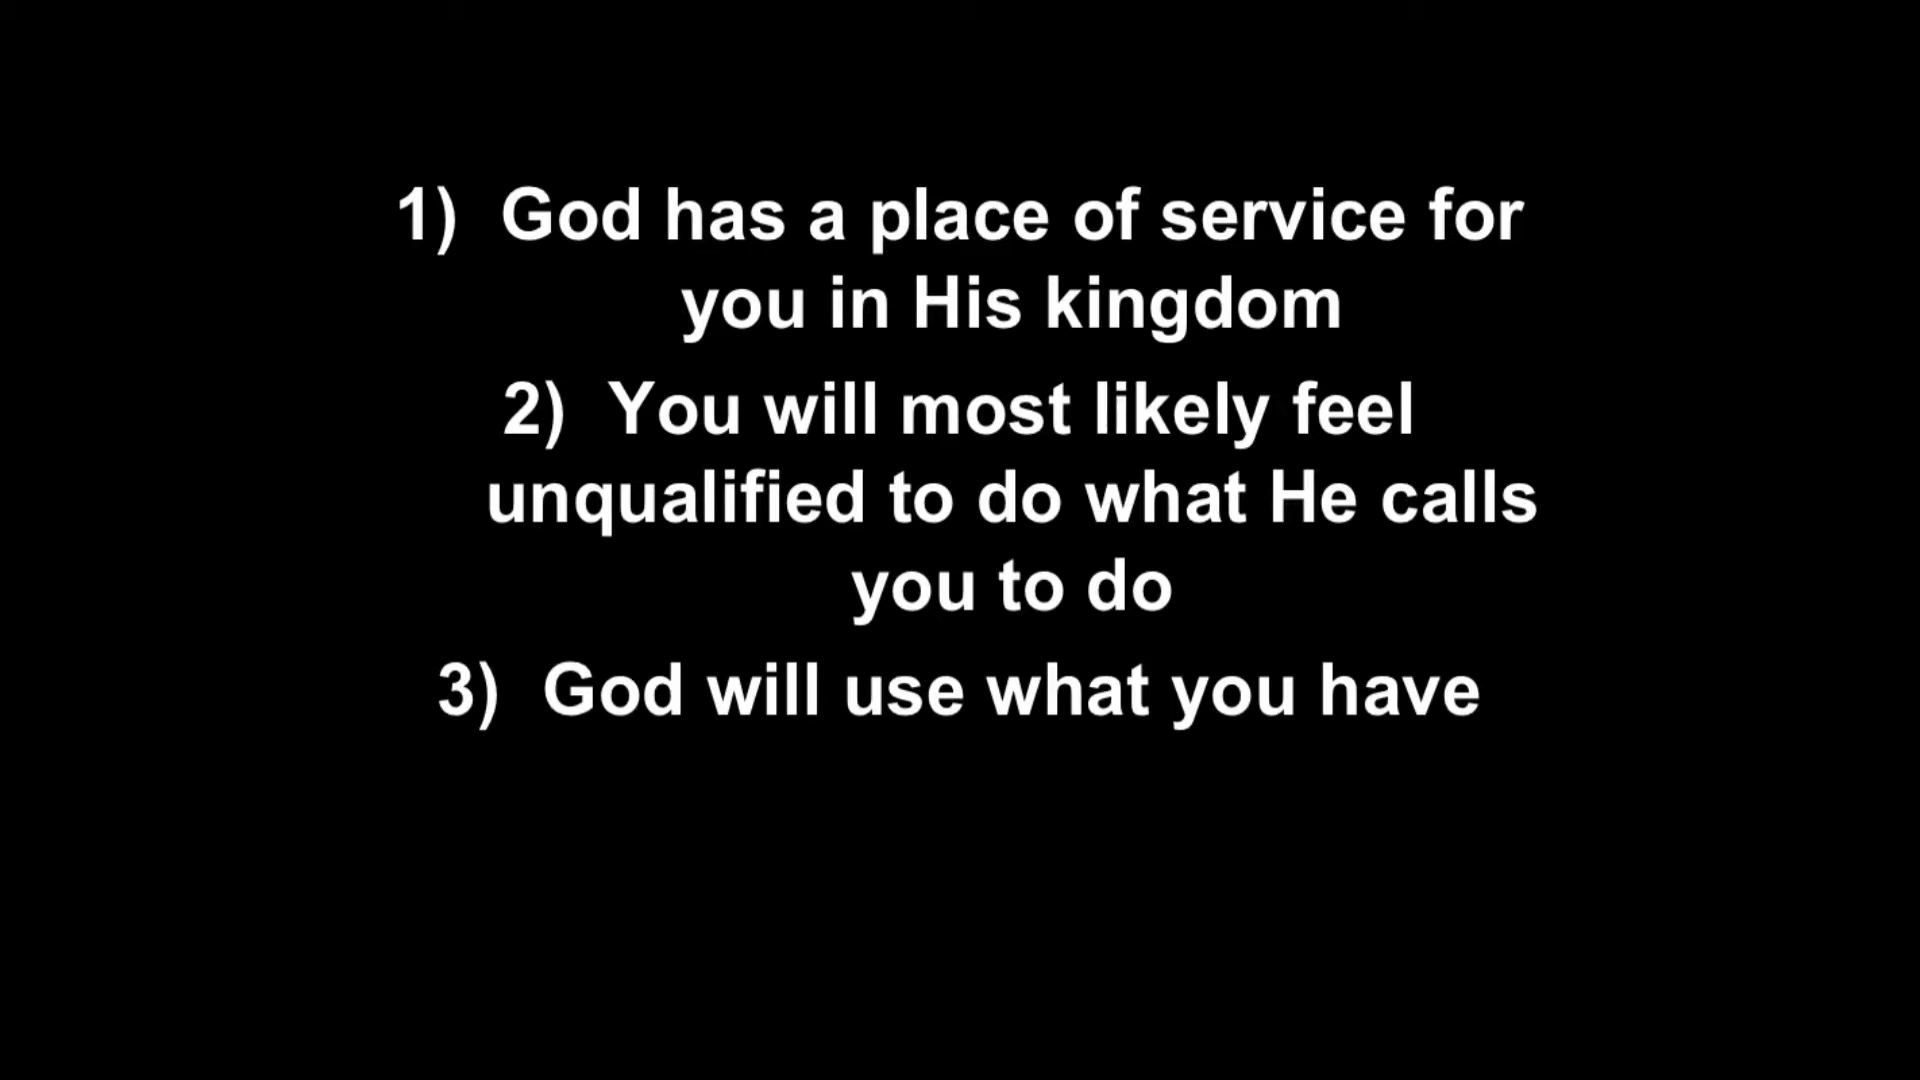 1) God has a place of service for
you in His kingdom
2) You will most likely feel
unqualified to do what He calls
you to do
3) God will use what you have